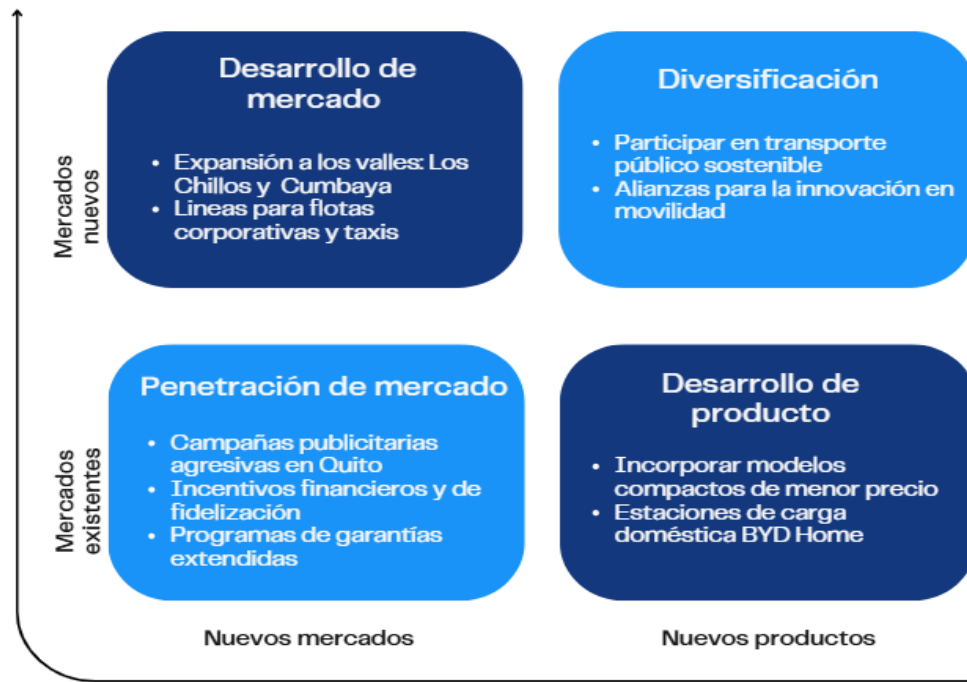 Mercados
nuevos
Desarrollo de
mercado
• Expansión a los valles: Los
Chillos y Cumbaya
• Lineas para flotas
corporativas y taxis
Diversificación
• Participar en transporte
público sostenible
• Alianzas para la innovación en
movilidad
Mercados
existentes
Penetración de mercado
• Campañas publicitarias
agresivas en Quito
• Incentivos financieros y de
fidelización
• Programas de garantías
extendidas
Desarrollo de
producto
• Incorporar modelos
compactos de menor precio
• Estaciones de carga
doméstica BYD Home
Nuevos mercados
Nuevos productos